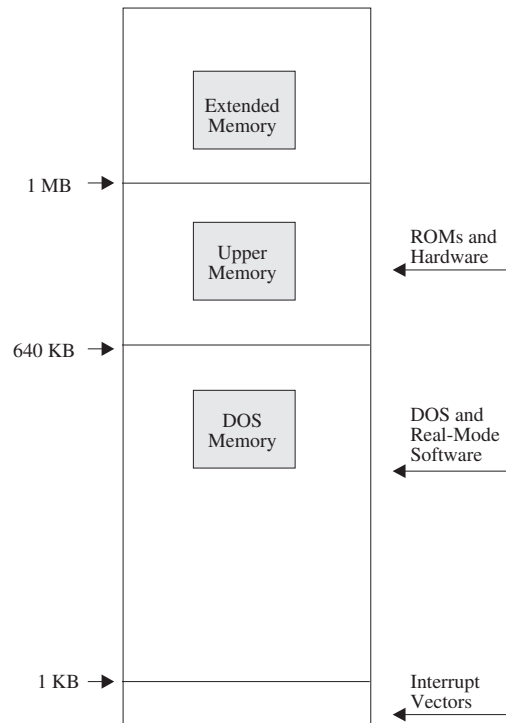 Extended
Memory
1 MB
Upper
Memory
ROMs and
Hardware
640 KB
DOS
Memory
DOS and
Real-Mode
Software
1 KB
Interrupt
Vectors